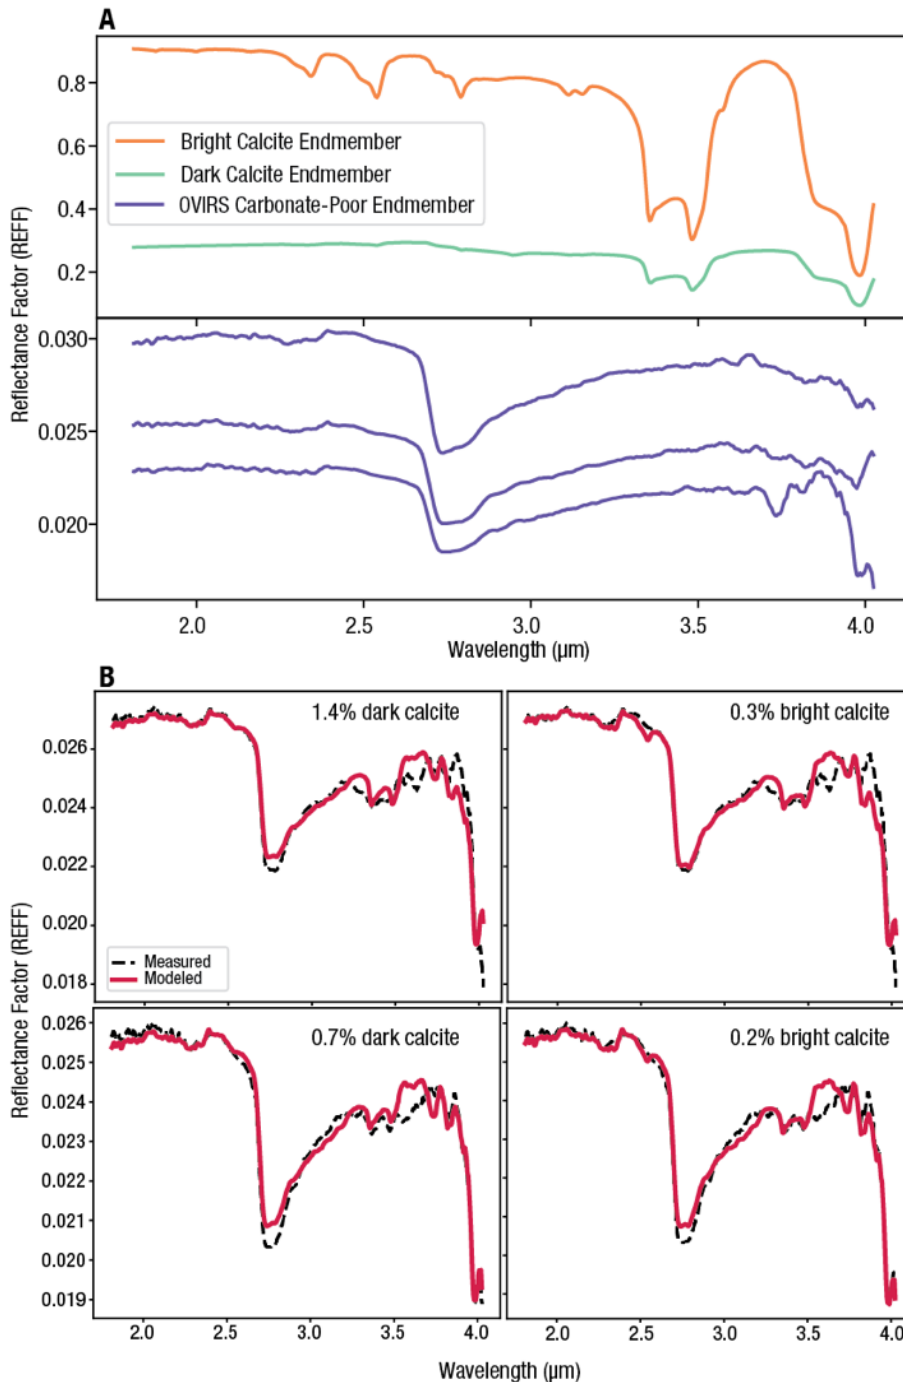 A
0.8
0.6
0.4
0.2
Bright Calcite Endmember
Dark Calcite Endmember
OVIRS Carbonate-Poor Endmember
Reflectance Factor (REFF)
0.030
0.025
0.020
2.0 2.5 3.0 3.5 4.0
Wavelength (µm)
B
1.4% dark calcite
0.3% bright calcite
0.026
0.024
0.022
0.020
0.018
Measured
Modeled
Reflectance Factor (REFF)
0.7% dark calcite
0.2% bright calcite
0.026
0.025
0.024
0.023
0.022
0.021
0.020
0.019
2.0 2.5 3.0 3.5 4.0
2.0 2.5 3.0 3.5 4.0
Wavelength (µm)